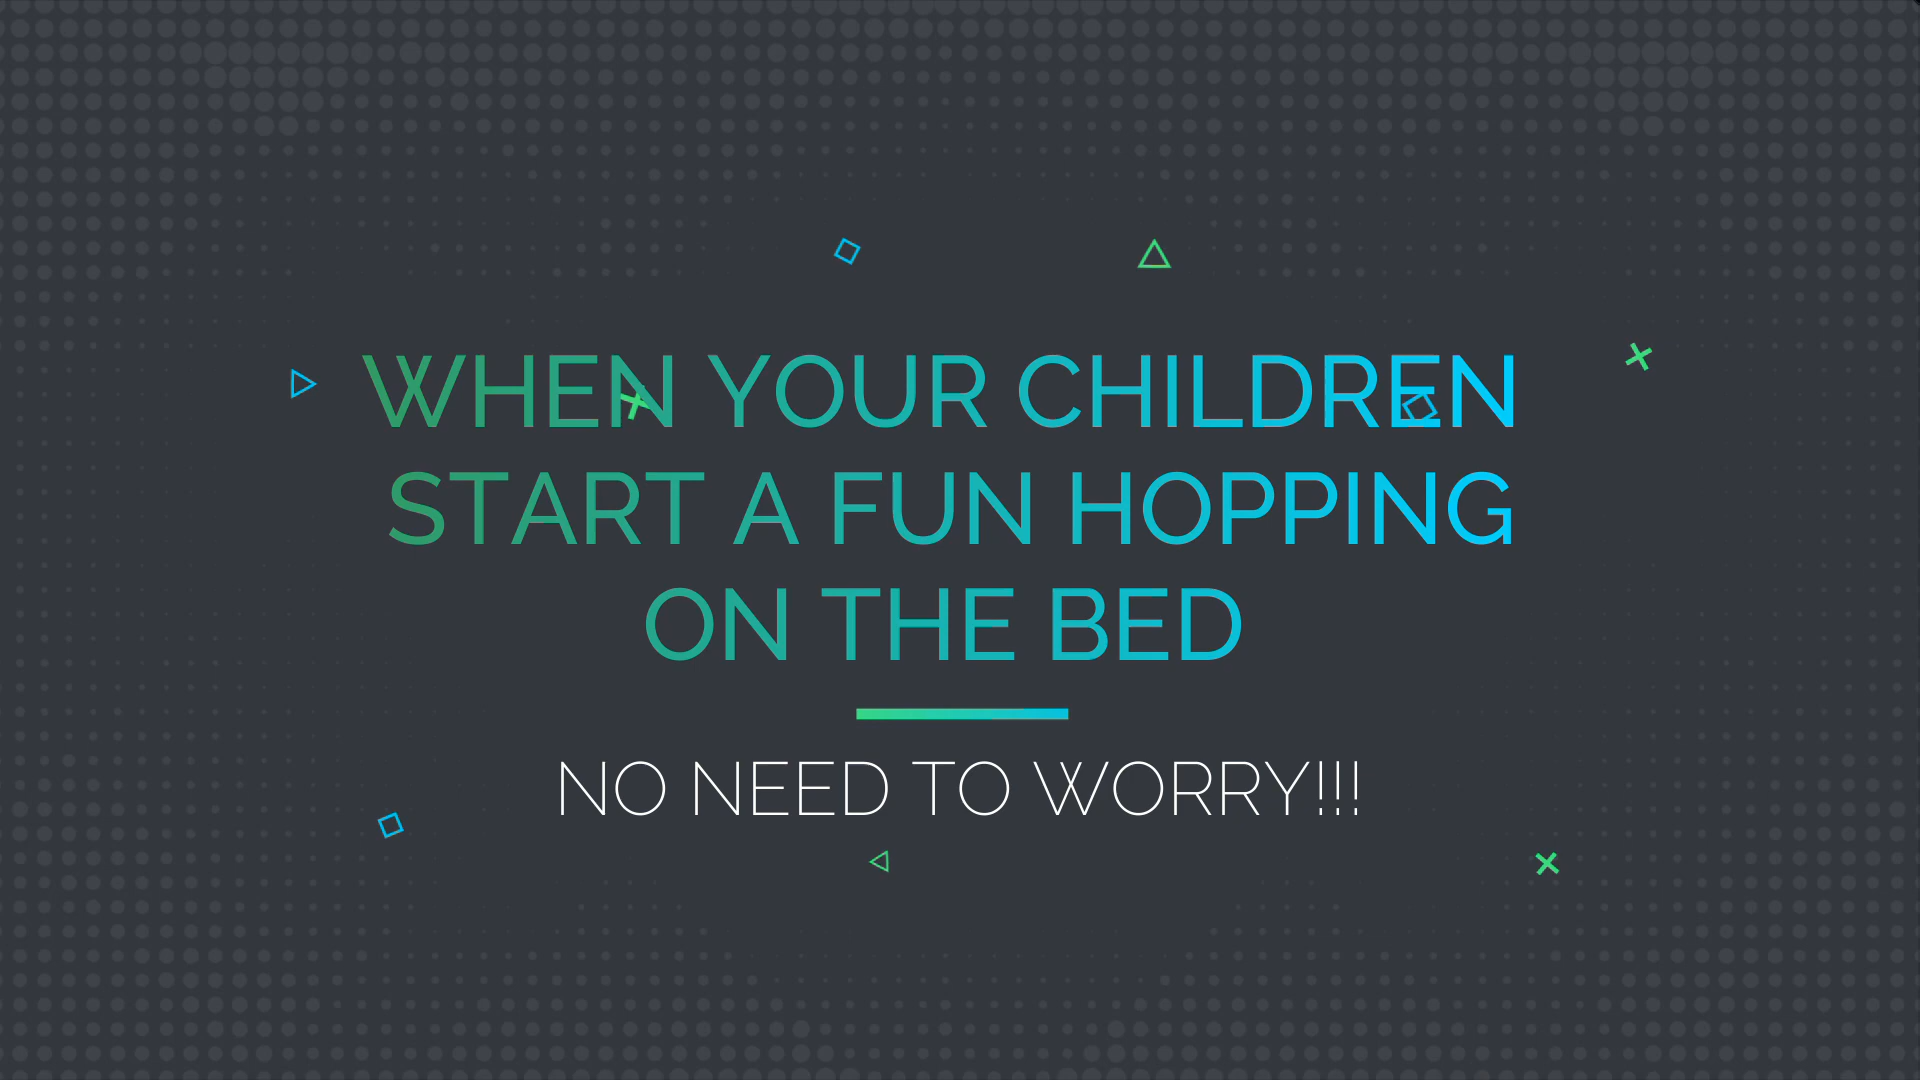 WHEN YOUR CHILDREN
START A FUN HOPPING
ON THE BED
NO NEED TO WORRY!!!